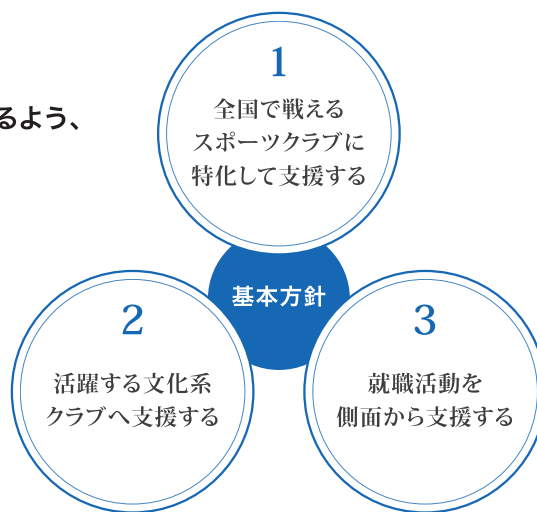 るよう、
1
全国で戦える
スポーツクラブに
特化して支援する
基本方針
2
活躍する文化系
クラブへ支援する
3
就職活動を
側面から支援する